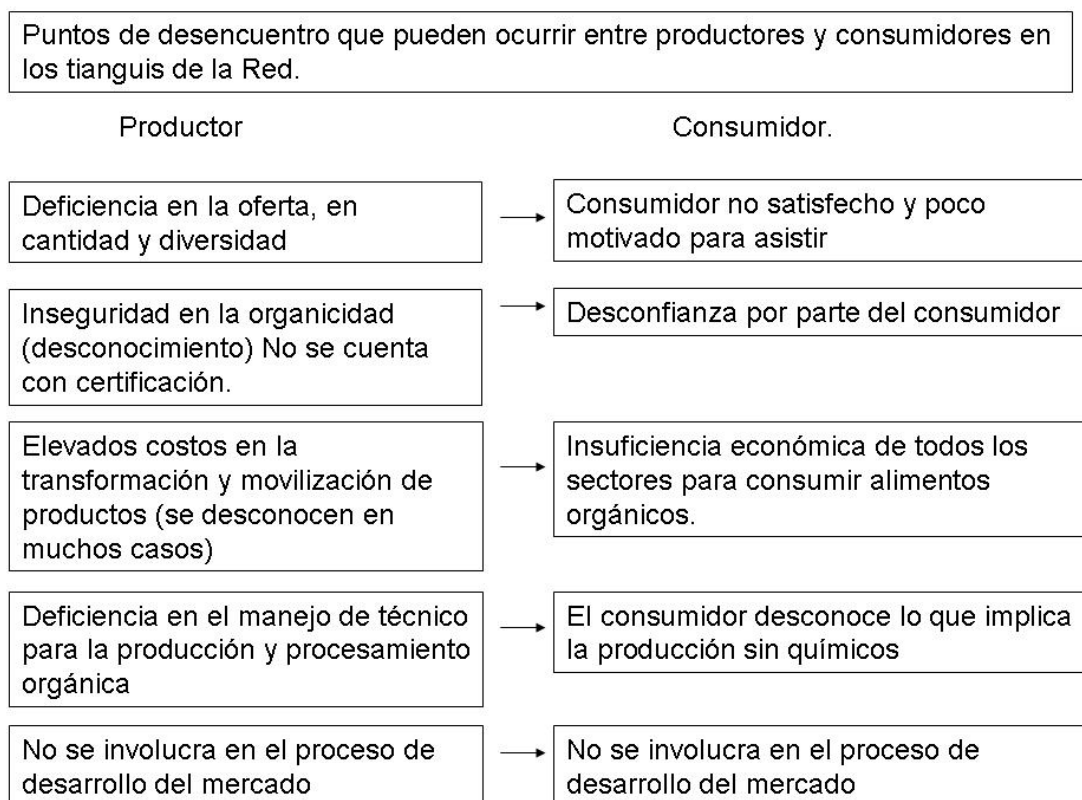 Puntos de desencuentro que pueden ocurrir entre productores y consumidores en
los tianguis de la Red.
Productor
Consumidor.
Deficiencia en la oferta, en
cantidad y diversidad
Consumidor no satisfecho y poco
motivado para asistir
Inseguridad en la organicidad
(desconocimiento) No se cuenta
con certificación.
Desconfianza por parte del consumidor
Elevados costos en la
transformación y movilización de
productos (se desconocen en
muchos casos)
Insuficiencia económica de todos los
sectores para consumir alimentos
orgánicos.
Deficiencia en el manejo de técnico
para la producción y procesamiento
orgánica
El consumidor desconoce lo que implica
la producción sin químicos
No se involucra en el proceso de
desarrollo del mercado
No se involucra en el proceso de
desarrollo del mercado